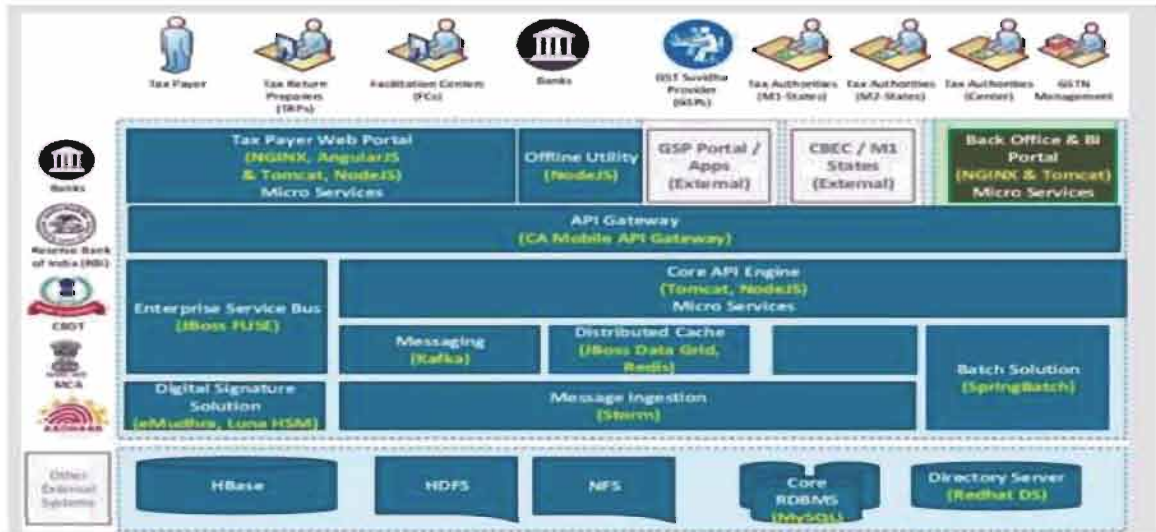 Tax Payer
Tax Return
Preparers
(TRPs)
Facilitation Centers
(FCs)
Banks
GST Suvidha
Provider
(GSPs)
Tax Authorities
(M1-States)
Tax Authorities
(M2-States)
Tax Authorities
(Center)
GSTN
Management
Banks
Reserve Bank
of India (RBI)
CBDT
MCA
AADHAAR
Other
External
Systems
Tax Payer Web Portal
(NGINX, AngularJS
& Tomcat, NodeJS)
Micro Services
Offline Utility
(NodeJS)
GSP Portal /
Apps
(External)
CBEC / M1
States
(External)
Back Office & BI
Portal
(NGINX & Tomcat)
Micro Services
API Gateway
(CA Mobile API Gateway)
Enterprise Service Bus
(JBoss FUSE)
Core API Engine
(Tomcat, NodeJS)
Micro Services
Messaging
(Kafka)
Distributed Cache
(JBoss Data Grid,
Redis)
Batch Solution
(SpringBatch)
Digital Signature
Solution
(eMudhra, Luna HSM)
Message Ingestion
(Storm)
HBase
HDFS
NFS
Core
RDBMS
(MySQL)
Directory Server
(Redhat DS)